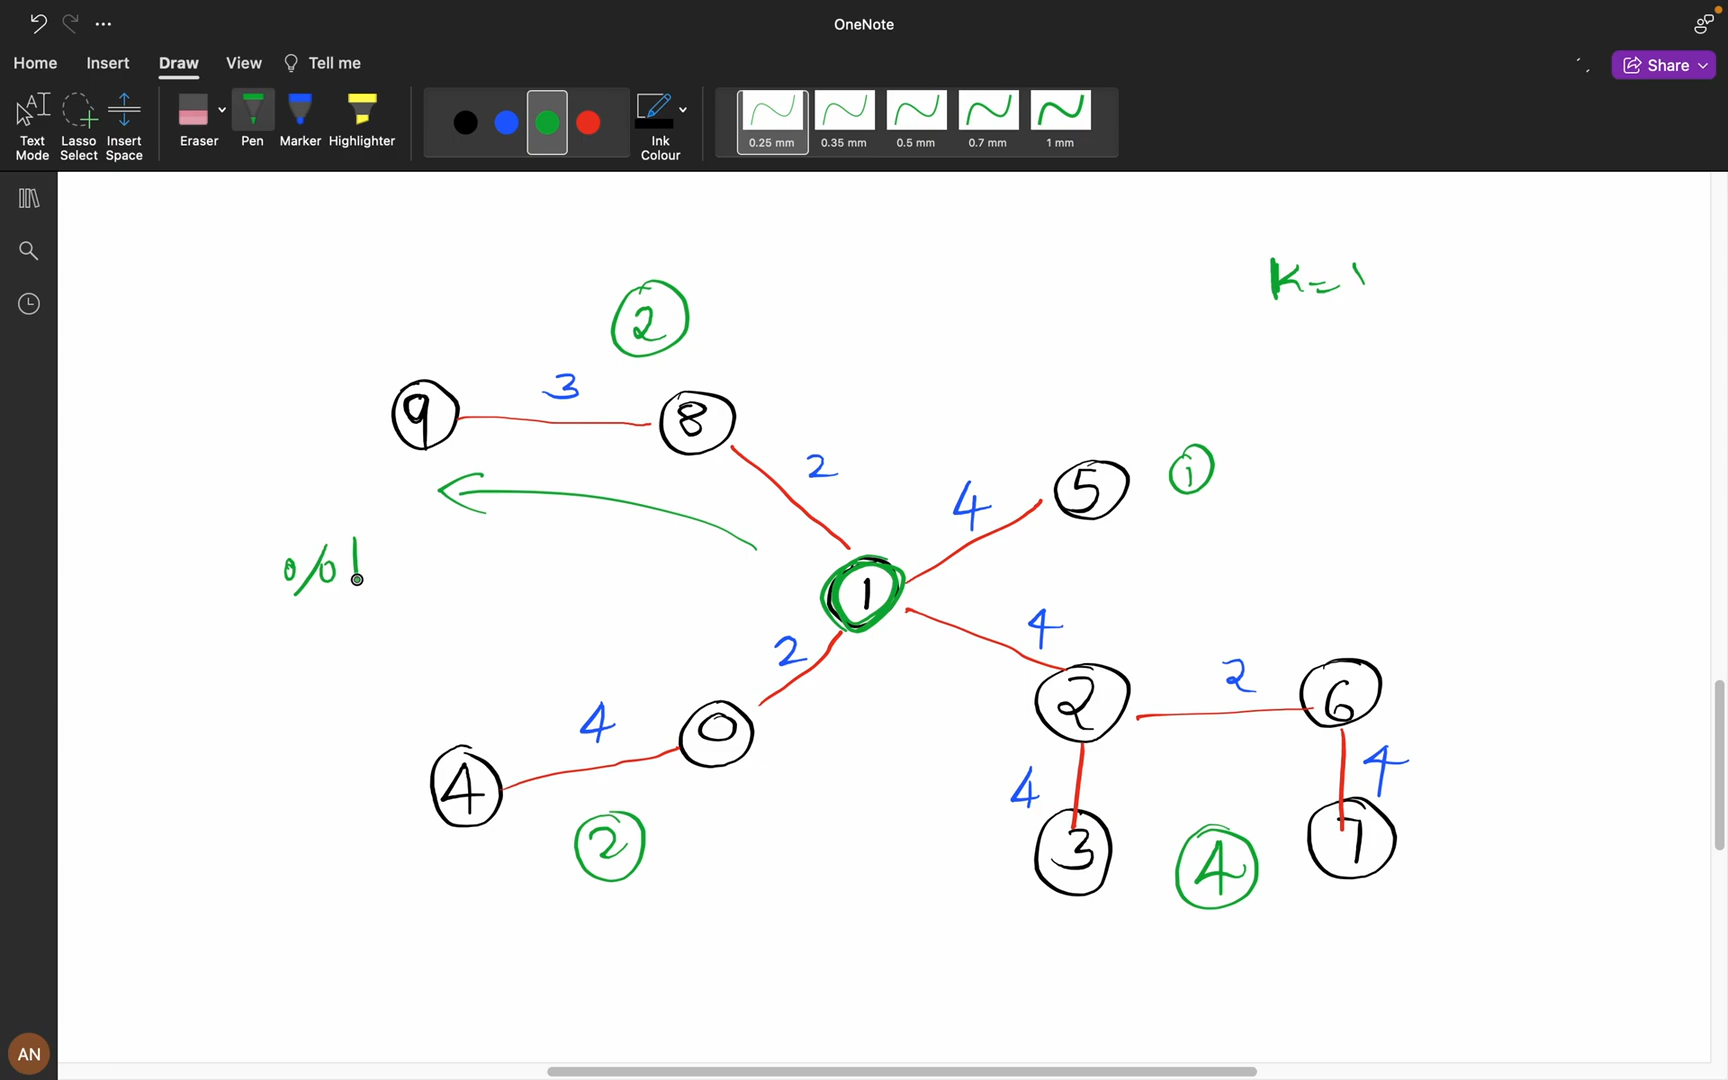 OneNote
Home Insert Draw View Tell me
Share
Text Mode
Lasso Select
Insert Space
Eraser
Pen
Marker
Highlighter
Ink Colour
0.25 mm
0.35 mm
0.5 mm
0.7 mm
1 mm
K = 1
2
9
3
8
2
4
5
1
%
1
2
4
2
2
6
4
0
4
4
3
4
7
4
2
AN